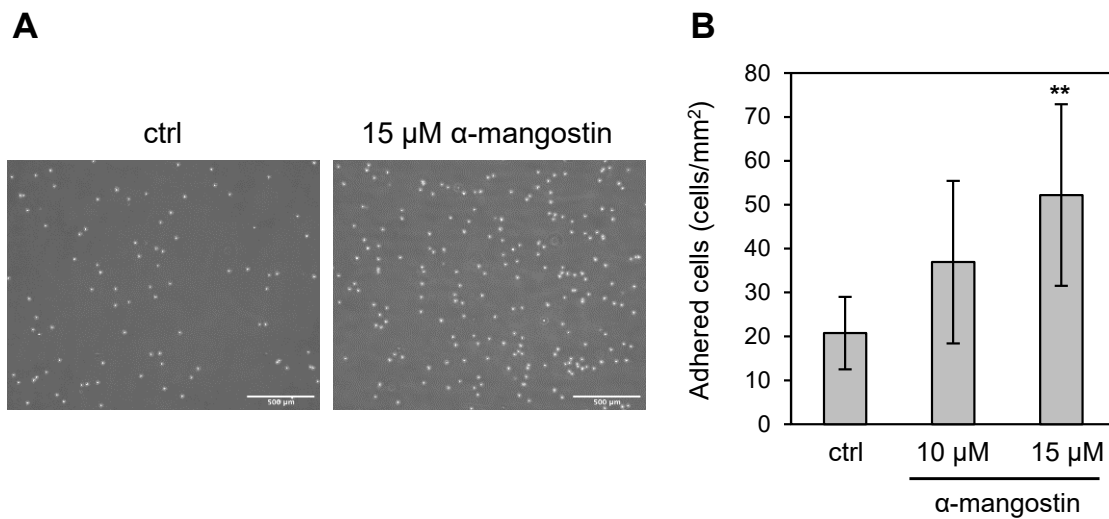 A
ctrl
15 μM α-mangostin
500 μm
500 μm
B
Adhered cells (cells/mm²)
80
70
60
50
40
30
20
10
0
**
ctrl
10 μM
15 μM
α-mangostin